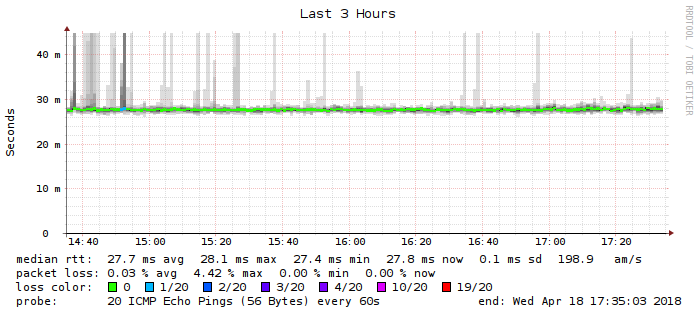 Last 3 Hours
RRDTOOL / TOBI OETIKER
Seconds
40 m
30 m
20 m
10 m
0
14:40 15:00 15:20 15:40 16:00 16:20 16:40 17:00 17:20
median rtt: 27.7 ms avg 28.1 ms max 27.4 ms min 27.8 ms now 0.1 ms sd 198.9 am/s
packet loss: 0.03 % avg 4.42 % max 0.00 % min 0.00 % now
loss color: 0 1/20 2/20 3/20 4/20 10/20 19/20
probe: 20 ICMP Echo Pings (56 Bytes) every 60s end: Wed Apr 18 17:35:03 2018